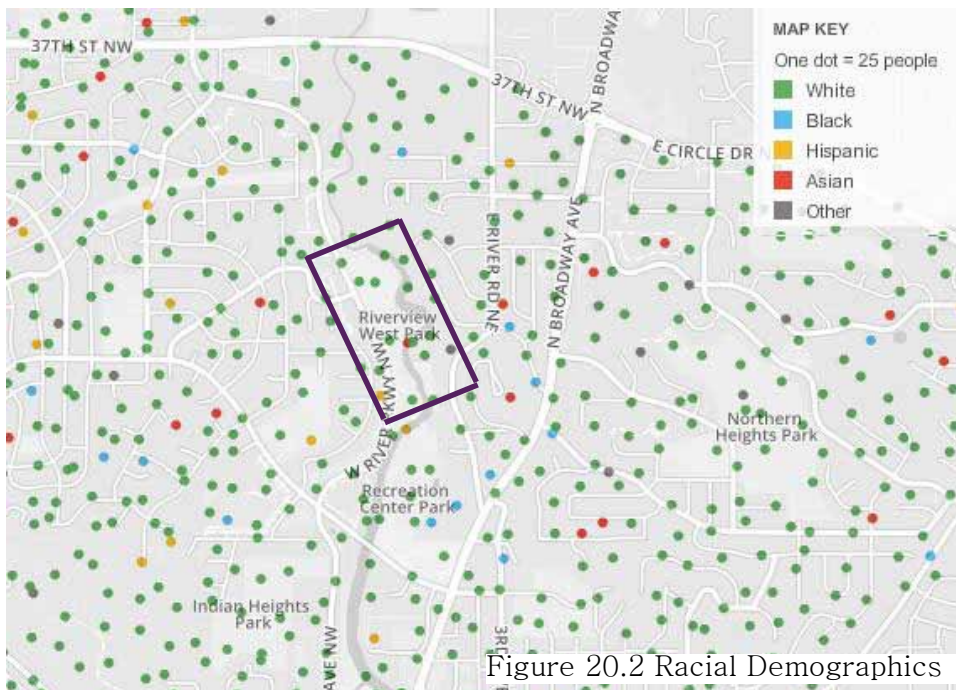 37TH ST NW
37TH ST NW
N BROADWAY
MAP KEY
One dot = 25 people
White
Black
Hispanic
Asian
Other
E CIRCLE DR N
E RIVER RD NE
N BROADWAY AVE
Riverview
West Park
W RIVER PKWY NW
Northern
Heights Park
Recreation
Center Park
Indian Heights
Park
AVE NW
3RD
Figure 20.2 Racial Demographics